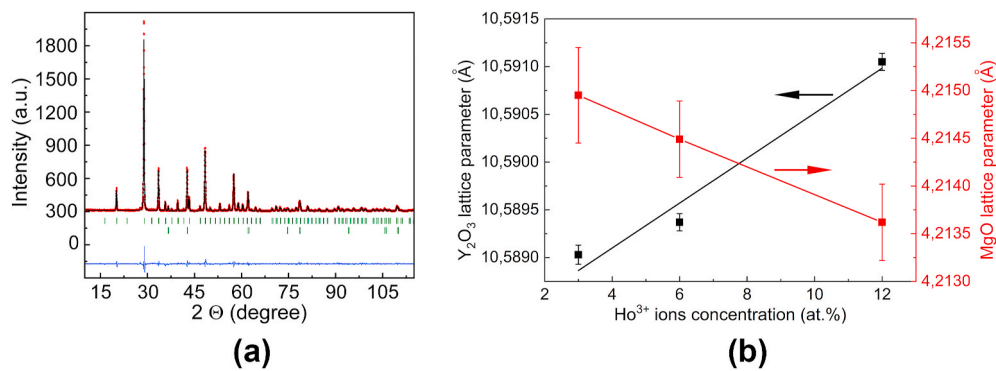 Intensity (a.u.)
1800
1500
1200
900
600
300
0
15 30 45 60 75 90 105
2 Θ (degree)
(a)
Y2O3 lattice parameter (Å)
10,5915
10,5910
10,5905
10,5900
10,5895
10,5890
2 4 6 8 10 12
Ho3+ ions concentration (at.%)
4,2155
4,2150
4,2145
4,2140
4,2135
4,2130
MgO lattice parameter (Å)
(b)